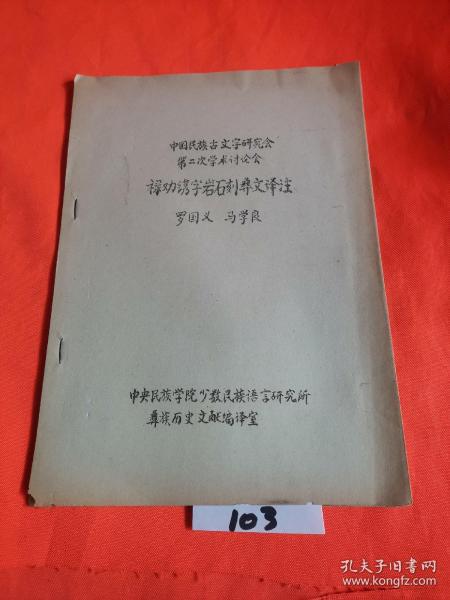 中国民族古文字研究会
第二次学术讨论会
禄劝镌字岩石刻彝文译注
罗国义 马学良
中央民族学院少数民族语言研究所
彝族历史文献编译室
103
孔夫子旧书网
www.kongfz.com